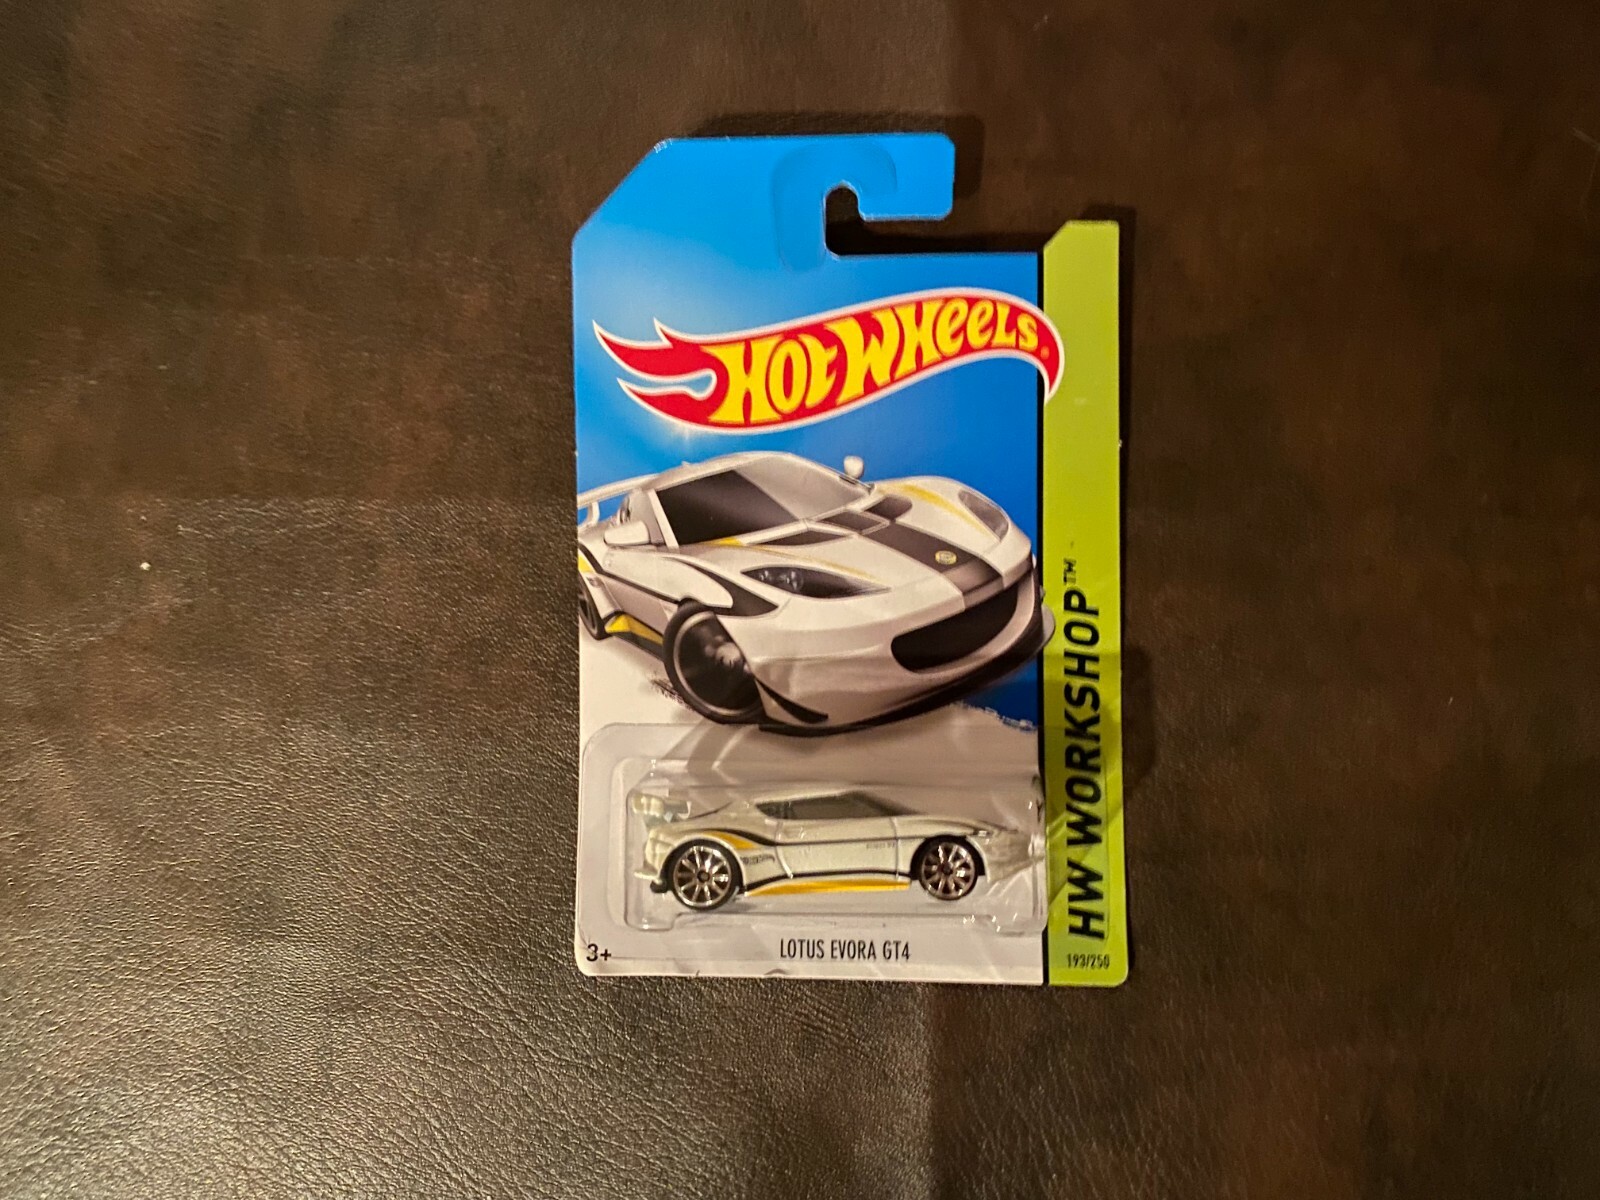 HOT WHEELS
HW WORKSHOP™
3+
LOTUS EVORA GT4
193/250